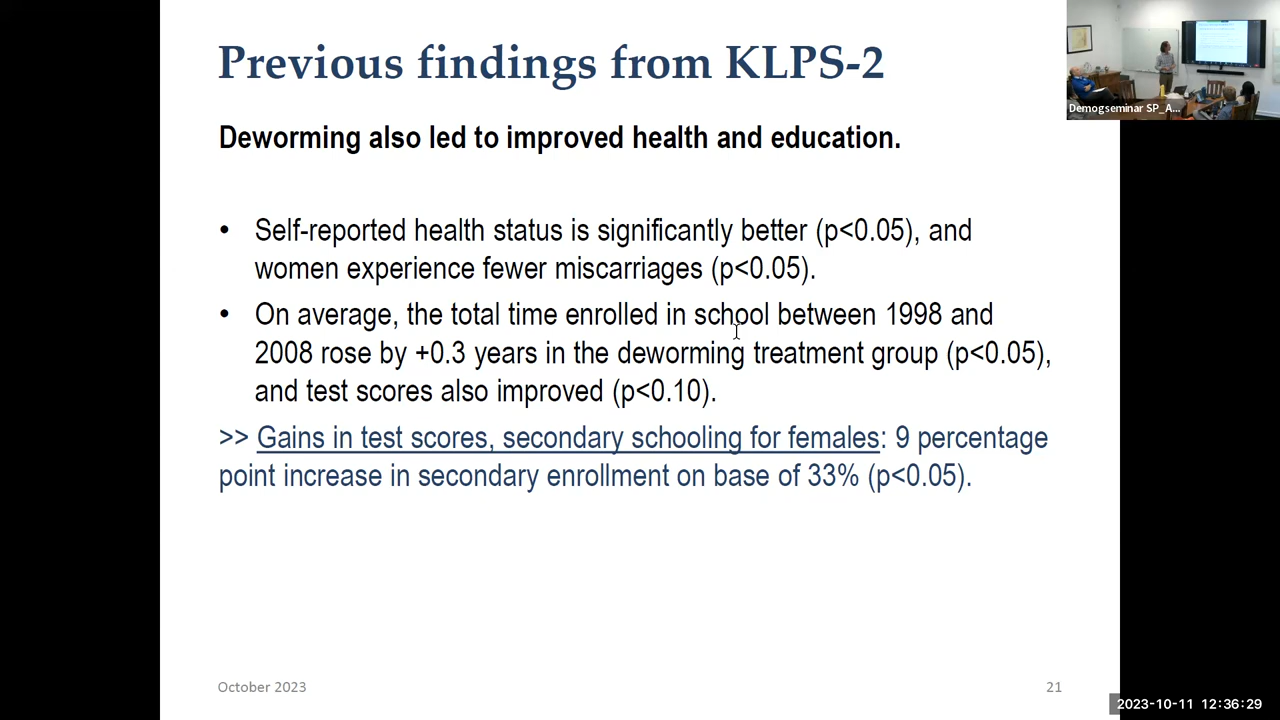 Previous findings from KLPS-2
Demogseminar SP_A...
Deworming also led to improved health and education.
• Self-reported health status is significantly better (p<0.05), and
women experience fewer miscarriages (p<0.05).
• On average, the total time enrolled in school between 1998 and
2008 rose by +0.3 years in the deworming treatment group (p<0.05),
and test scores also improved (p<0.10).
>> Gains in test scores, secondary schooling for females: 9 percentage
point increase in secondary enrollment on base of 33% (p<0.05).
October 2023
21
2023-10-11 12:36:29